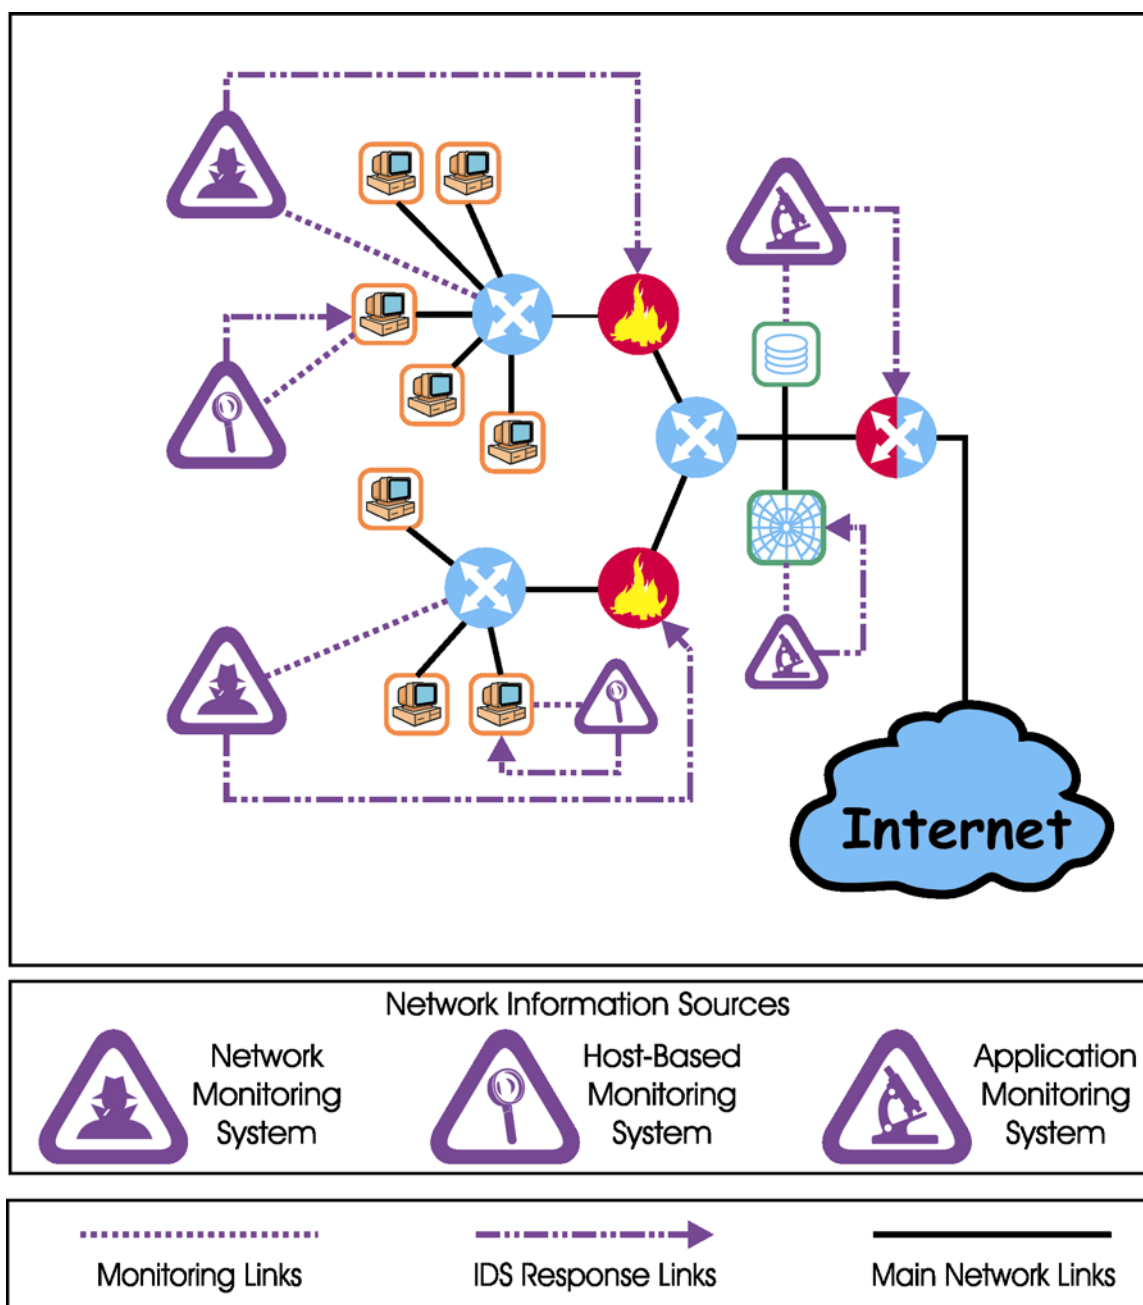 Internet
Network Information Sources
Network
Monitoring
System
Host-Based
Monitoring
System
Application
Monitoring
System
Monitoring Links
IDS Response Links
Main Network Links